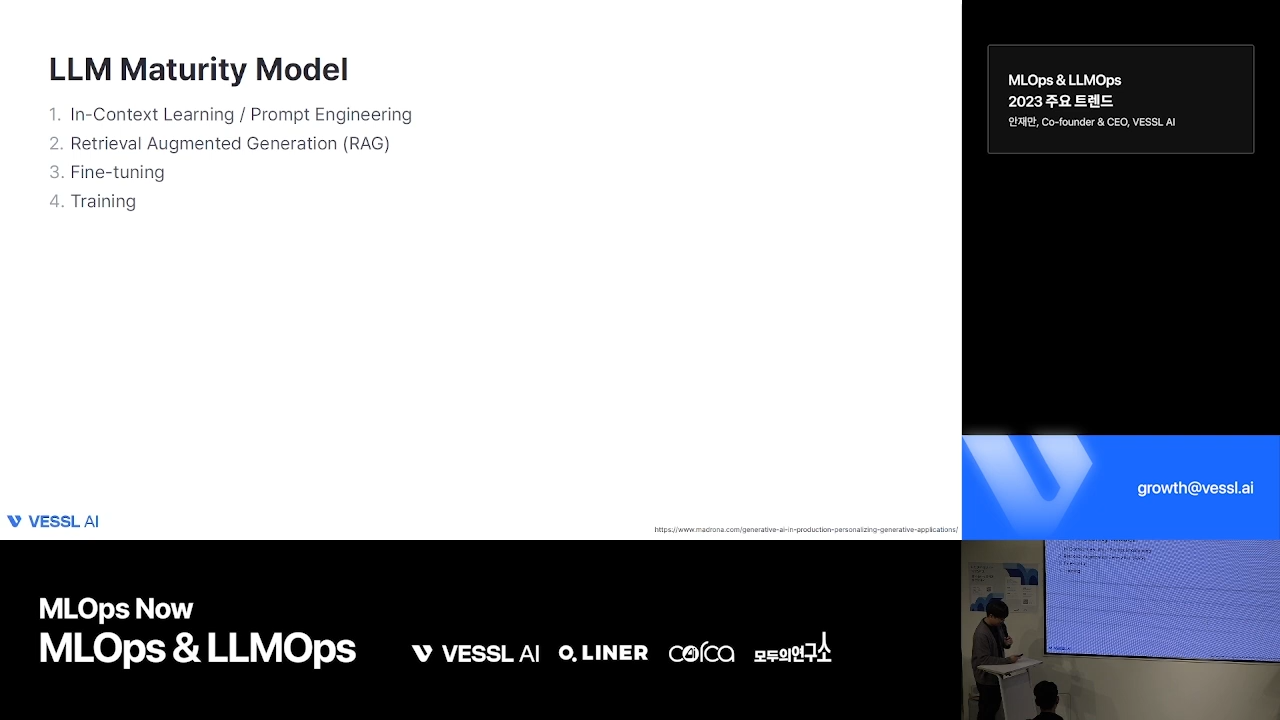 LLM Maturity Model
1. In-Context Learning / Prompt Engineering
2. Retrieval Augmented Generation (RAG)
3. Fine-tuning
4. Training
VESSL AI
https://www.madrona.com/generative-ai-in-production-personalizing-generative-applications/
MLOps & LLMOps
2023 주요 트렌드
안재만, Co-founder & CEO, VESSL AI
growth@vessl.ai
MLOps Now
MLOps & LLMOps
VESSL AI
LINER
corca
모두의연구소